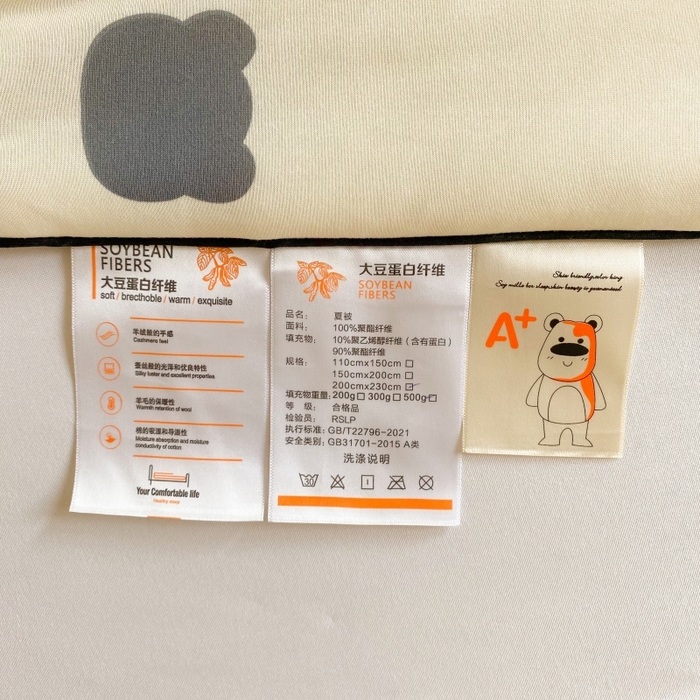 SOYBEAN
FIBERS
大豆蛋白纤维
soft / brecthoble / warm / exquisite
羊绒般的手感
Cashmere feel
蚕丝般的光泽和优良特性
Silky luster and excellent properties
羊毛的保暖性
Warmth retention of wool
棉的吸湿和导湿性
Moisture absorption and moisture
conductivity of cotton
Your Comfortable life
Healthy sleep
大豆蛋白纤维
SOYBEAN
FIBERS
品名: 夏被
面料: 100%聚酯纤维
填充物: 10%聚乙烯醇纤维（含有蛋白）
90%聚酯纤维
规格: 110cmx150cm
150cmx200cm
200cmx230cm
填充物重量: 200g 300g 500g
等 级: 合格品
检验员: RSLP
执行标准: GB/T22796-2021
安全类别: GB31701-2015 A类
洗涤说明
30
Skin friendly
Soy milk
A+